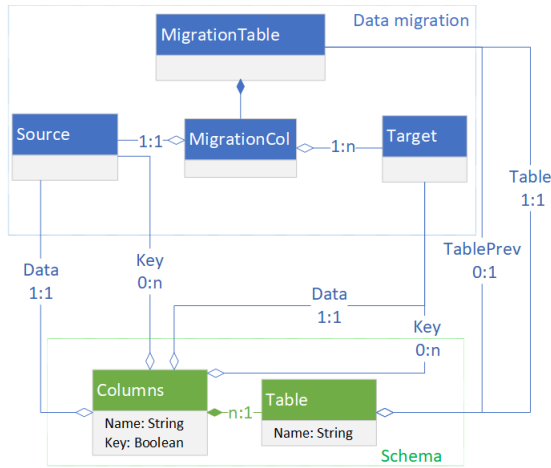 Data migration
MigrationTable
Source
1:1
MigrationCol
1:n
Target
Table
1:1
TablePrev
0:1
Key
0:n
Data
1:1
Data
1:1
Key
0:n
Columns
Name: String
Key: Boolean
n:1
Table
Name: String
Schema